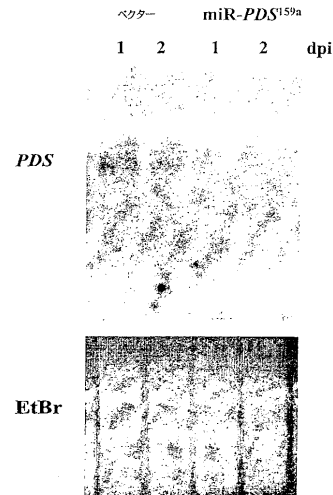 ベクター miR-PDS159a
1 2 1 2 dpi
PDS
EtBr